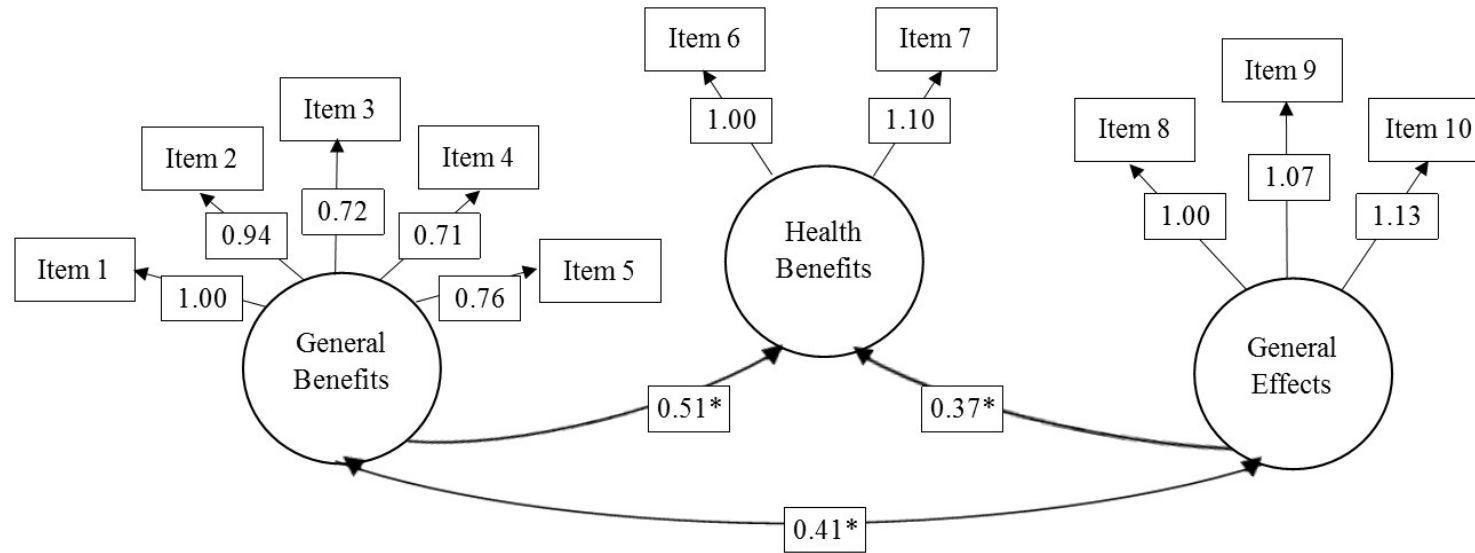 Item 1
Item 2
Item 3
Item 4
Item 5
1.00
0.94
0.72
0.71
0.76
General
Benefits
Item 6
Item 7
1.00
1.10
Health
Benefits
Item 8
Item 9
Item 10
1.00
1.07
1.13
General
Effects
0.51*
0.37*
0.41*